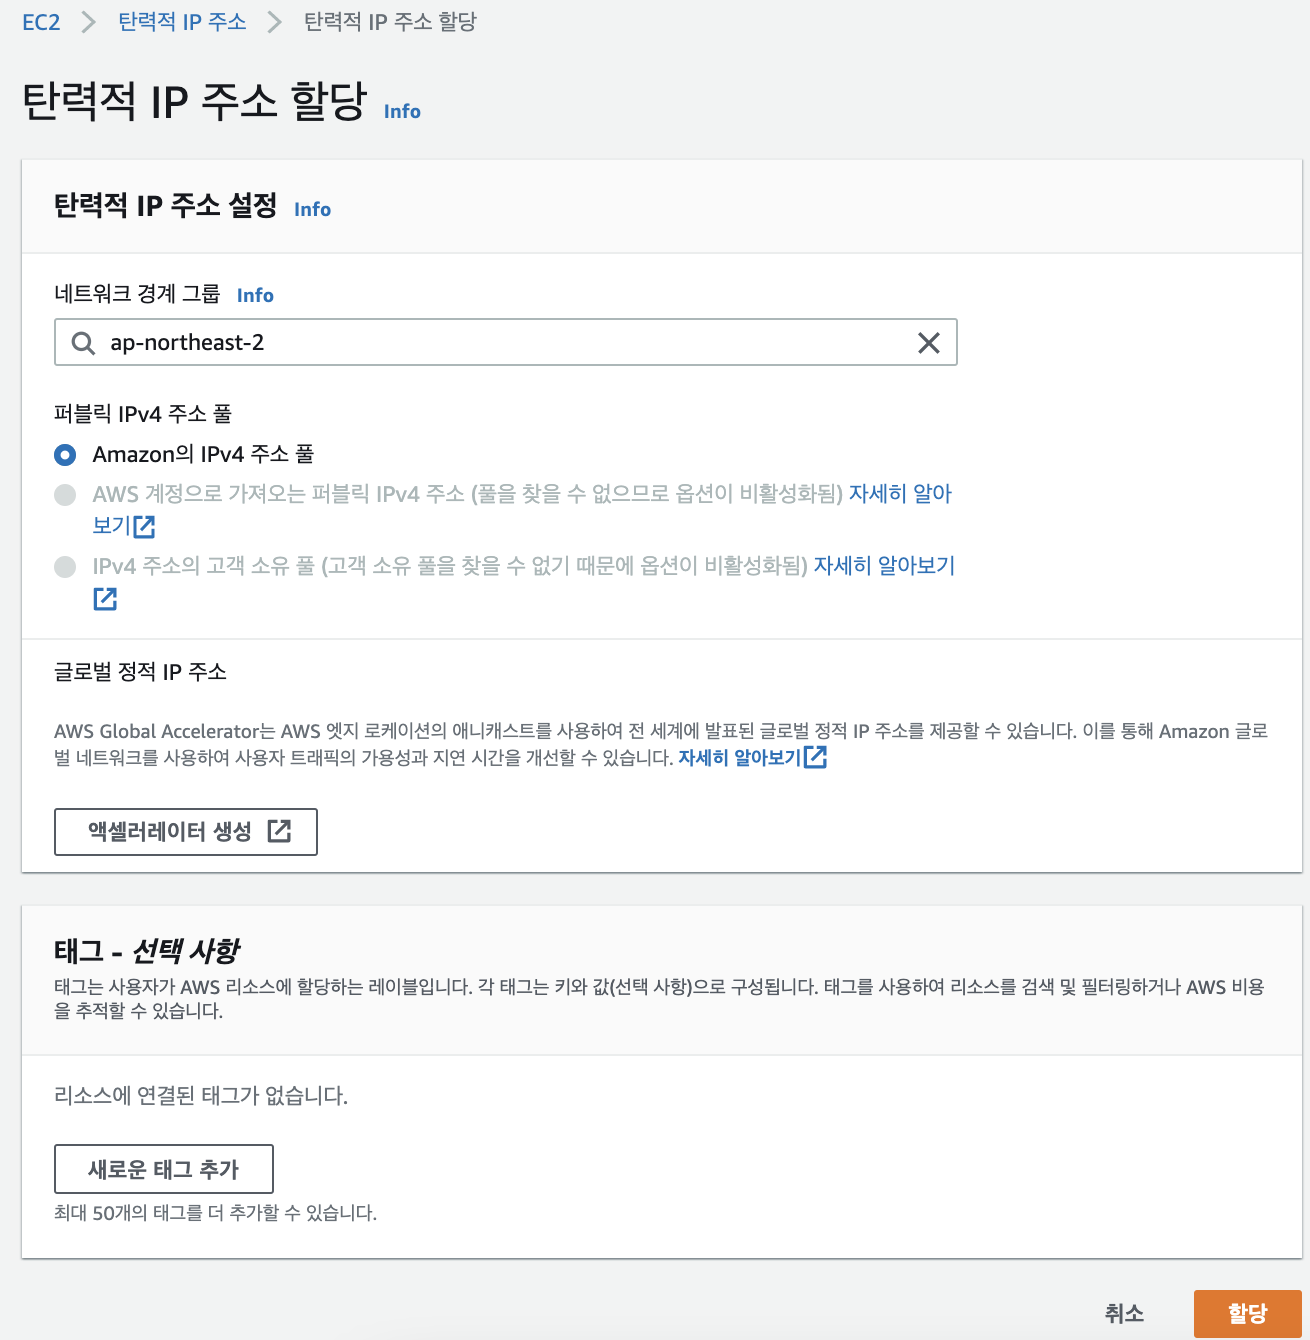 EC2 > 탄력적 IP 주소 > 탄력적 IP 주소 할당
탄력적 IP 주소 할당 Info
탄력적 IP 주소 설정 Info
네트워크 경계 그룹 Info
ap-northeast-2
퍼블릭 IPv4 주소 풀
Amazon의 IPv4 주소 풀
AWS 계정으로 가져오는 퍼블릭 IPv4 주소 (풀을 찾을 수 없으므로 옵션이 비활성화됨) 자세히 알아
보기
IPv4 주소의 고객 소유 풀 (고객 소유 풀을 찾을 수 없기 때문에 옵션이 비활성화됨) 자세히 알아보기
글로벌 정적 IP 주소
AWS Global Accelerator는 AWS 엣지 로케이션의 애니캐스트를 사용하여 전 세계에 발표된 글로벌 정적 IP 주소를 제공할 수 있습니다. 이를 통해 Amazon 글로
벌 네트워크를 사용하여 사용자 트래픽의 가용성과 지연 시간을 개선할 수 있습니다. 자세히 알아보기
액셀러레이터 생성
태그 - 선택 사항
태그는 사용자가 AWS 리소스에 할당하는 레이블입니다. 각 태그는 키와 값(선택 사항)으로 구성됩니다. 태그를 사용하여 리소스를 검색 및 필터링하거나 AWS 비용
을 추적할 수 있습니다.
리소스에 연결된 태그가 없습니다.
새로운 태그 추가
최대 50개의 태그를 더 추가할 수 있습니다.
취소 할당